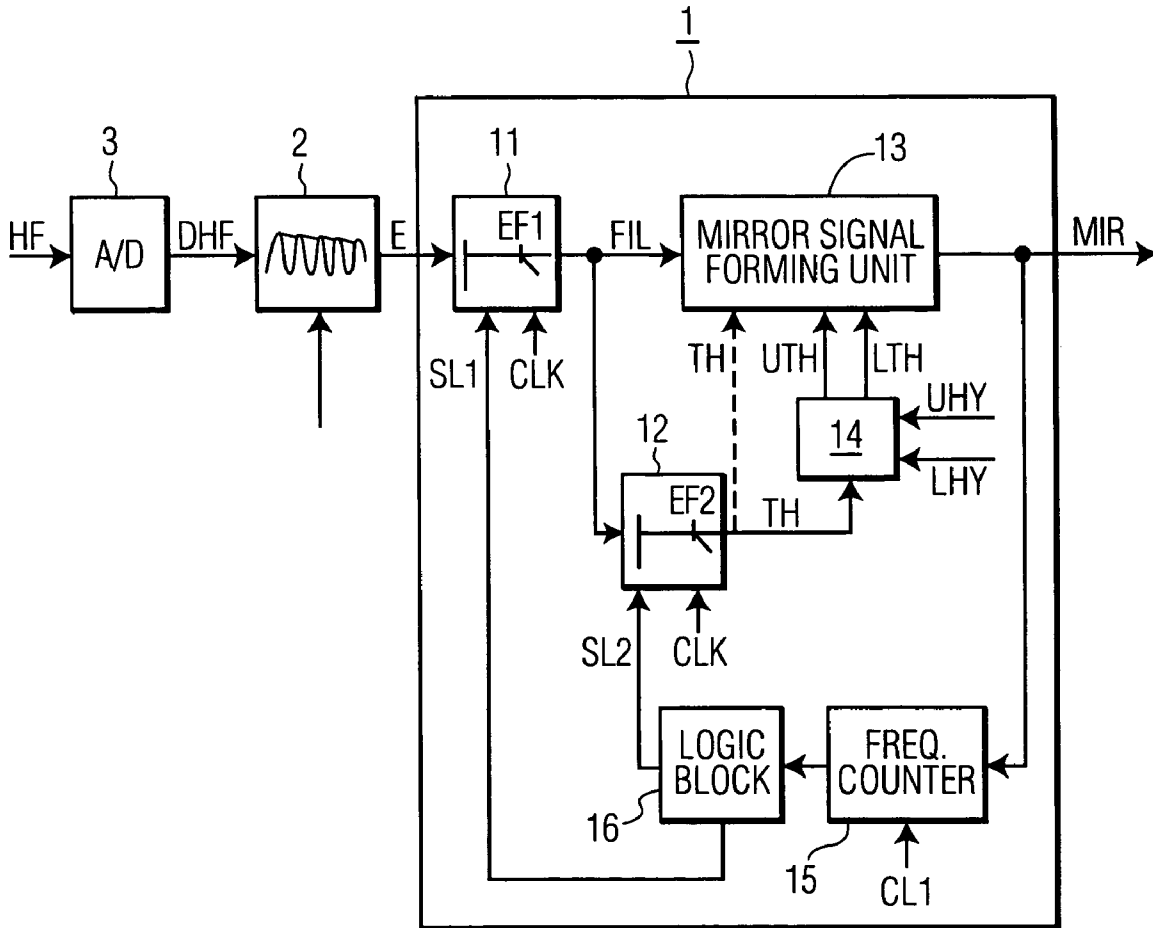 1
3
2
11
13
HF
A/D
DHF
E
EF1
FIL
MIRROR SIGNAL
FORMING UNIT
MIR
SL1
CLK
TH
UTH
LTH
UHY
14
LHY
12
EF2
TH
SL2
CLK
LOGIC
BLOCK
FREQ.
COUNTER
16
15
CL1